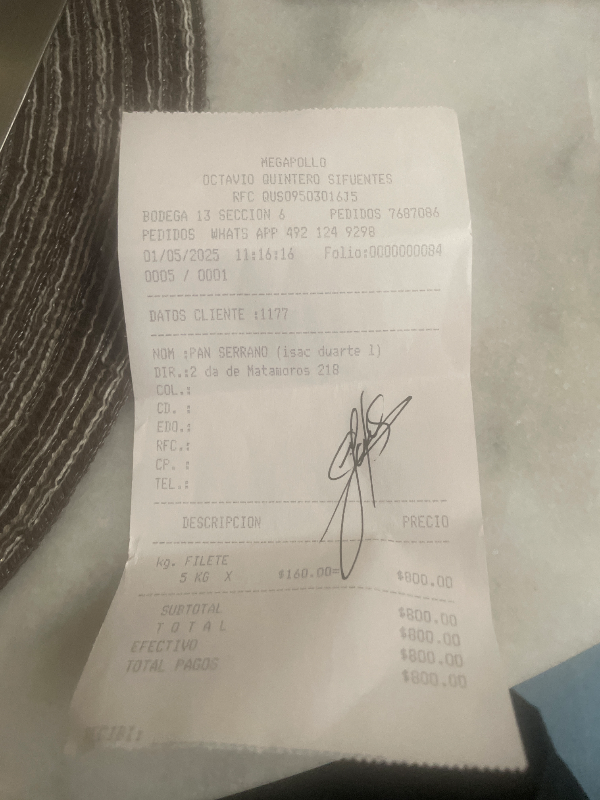 MEGAPOLLO
OCTAVIO QUINTERO SIFUENTES
RFC QUSO9503016J5
BODEGA 13 SECCION 6 PEDIDOS 7687086
PEDIDOS WHATS APP 492 124 9298
01/05/2025 11:16:16 Folio:0000000084
0005 / 0001
DATOS CLIENTE :1177
NOM :PAN SERRANO (isac duarte l)
DIR.:2 da de Matamoros 218
COL.:
CD. :
EDO.:
RFC.:
CP. :
TEL.:
DESCRIPCION PRECIO
kg. FILETE
5 KG X $160.00= $800.00
SUBTOTAL $800.00
T O T A L $800.00
EFECTIVO $800.00
TOTAL PAGOS $800.00
RECIBI: